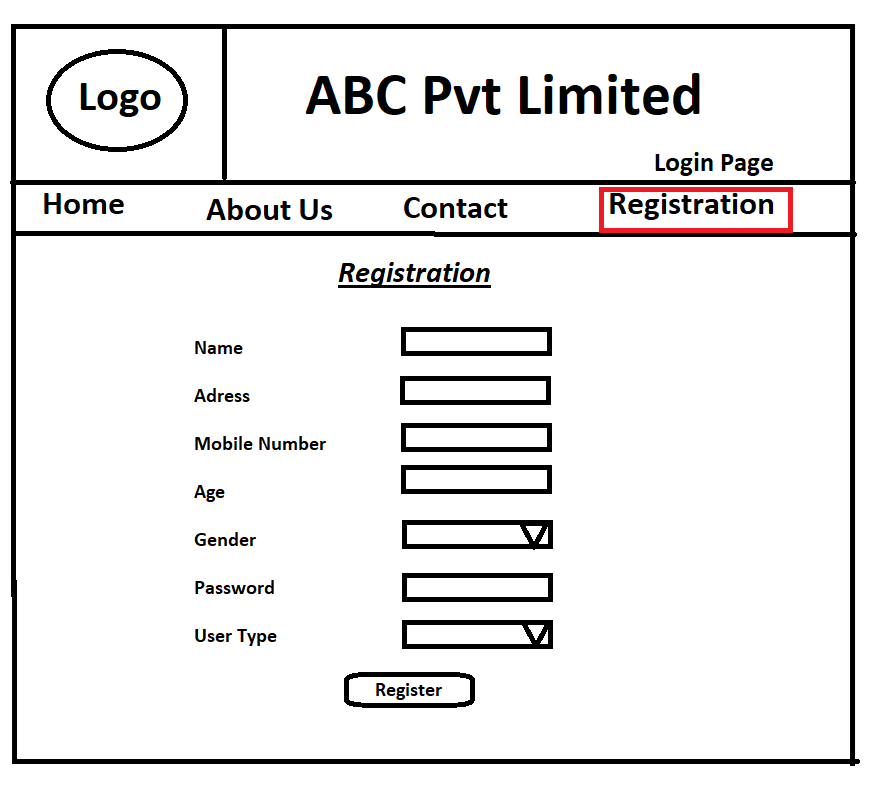 Logo
ABC Pvt Limited
Login Page
Home About Us Contact Registration
Registration
Name
Adress
Mobile Number
Age
Gender
Password
User Type
Register